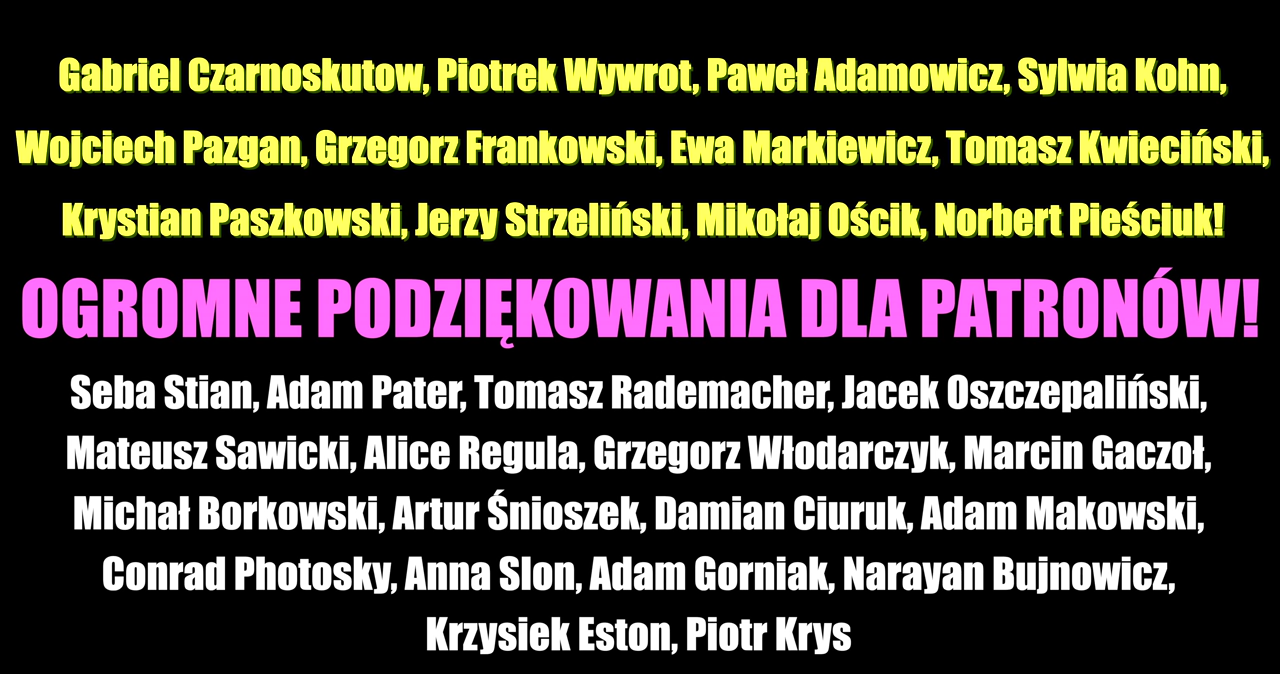 Gabriel Czarnoskutow, Piotrek Wywrot, Paweł Adamowicz, Sylwia Kohn,
Wojciech Pazgan, Grzegorz Frankowski, Ewa Markiewicz, Tomasz Kwieciński,
Krystian Paszkowski, Jerzy Strzeliński, Mikołaj Ościk, Norbert Pieściuk!
OGROMNE PODZIĘKOWANIA DLA PATRONÓW!
Seba Stian, Adam Pater, Tomasz Rademacher, Jacek Oszczepaliński,
Mateusz Sawicki, Alice Regula, Grzegorz Włodarczyk, Marcin Gaczoł,
Michał Borkowski, Artur Śnioszek, Damian Ciuruk, Adam Makowski,
Conrad Photosky, Anna Slon, Adam Gorniak, Narayan Bujnowicz,
Krzysiek Eston, Piotr Krys